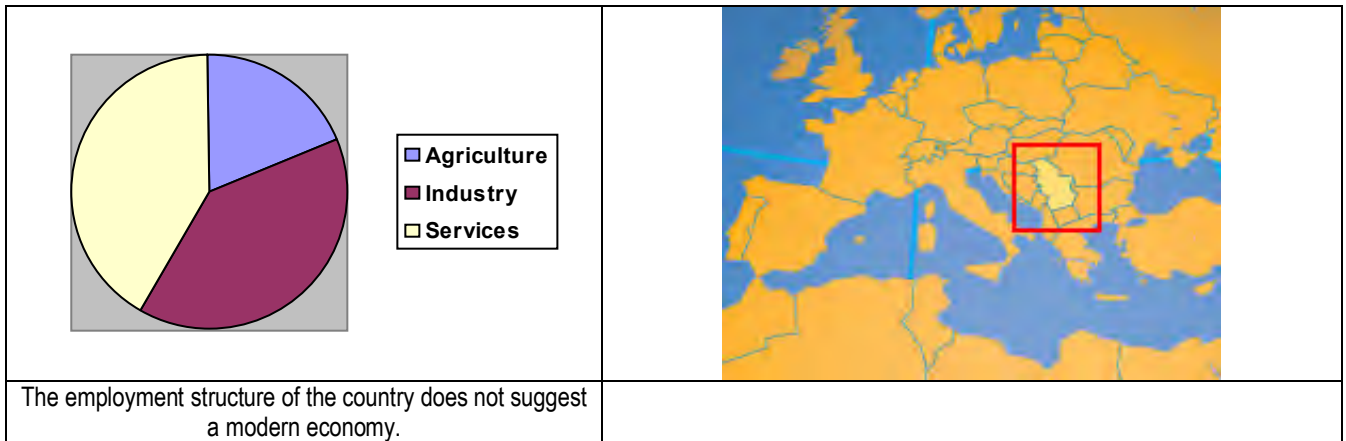 Agriculture
Industry
Services
The employment structure of the country does not suggest
a modern economy.